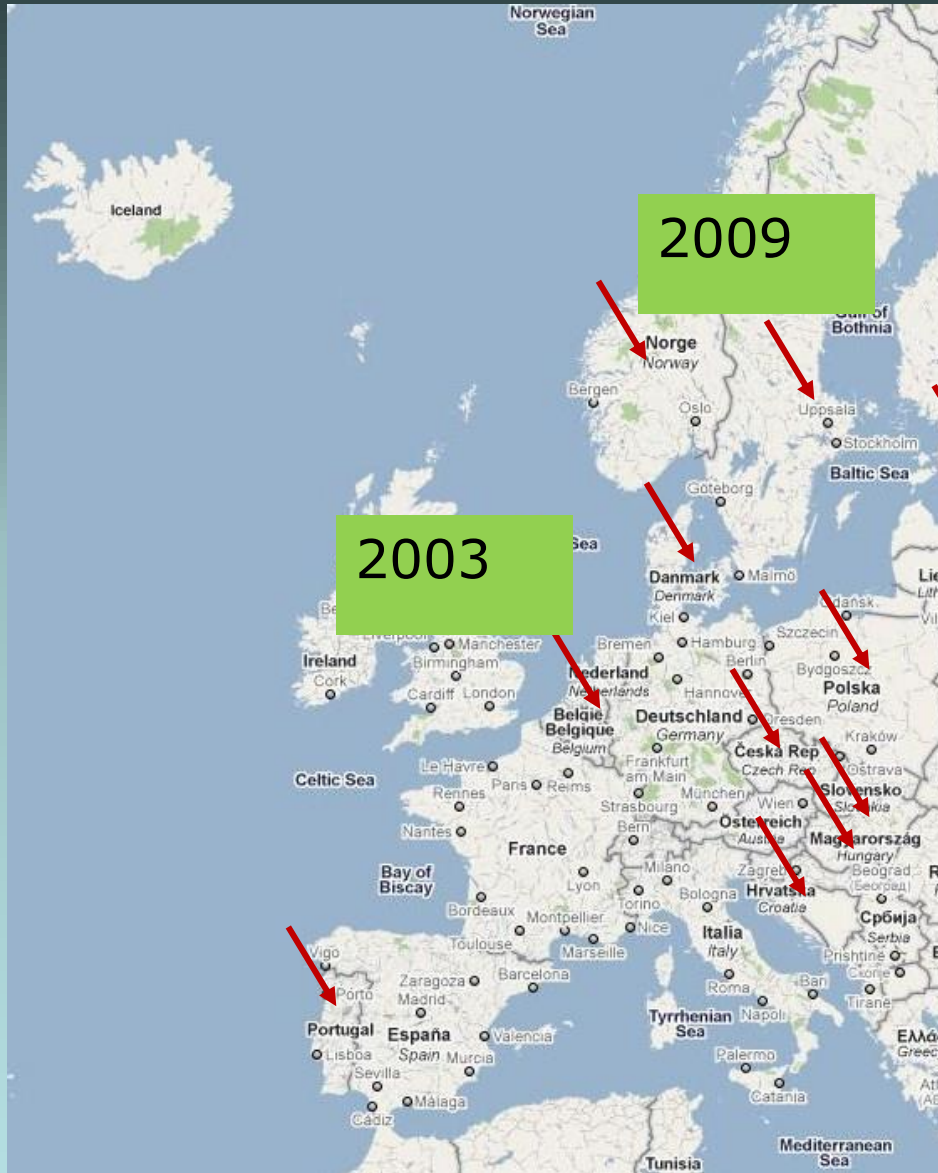 Norwegian
Sea
Iceland
2009
Gulf of
Bothnia
Norge
Norway
Bergen
Oslo
Uppsala
Stockholm
Baltic Sea
Göteborg
2003
Sea
Danmark
Denmark
Malmö
Kiel
Gdańsk
Liverpool
Manchester
Bremen
Hamburg
Szczecin
Ireland
Cork
Birmingham
Berlin
Bydgoszcz
Nederland
Netherlands
Hannover
Polska
Poland
Cardiff
London
België
Belgique
Belgium
Deutschland
Germany
Dresden
Česká Rep
Czech Rep
Kraków
Ostrava
Celtic Sea
Le Havre
Paris
Reims
Frankfurt
am Main
Slovensko
Slovakia
Rennes
Strasbourg
München
Wien
Nantes
Bern
Österreich
Austria
Magyarország
Hungary
France
Milano
Zagreb
Beograd
(Београд)
Bay of
Biscay
Lyon
Torino
Bologna
Hrvatska
Croatia
Bordeaux
Montpellier
Nice
Србија
Serbia
Toulouse
Marseille
Italia
Italy
Prishtinë
Vigo
Zaragoza
Barcelona
Roma
Bari
Скопје
Porto
Madrid
Napoli
Tiranë
Portugal
España
Spain
Valencia
Tyrrhenian
Sea
Lisboa
Murcia
Palermo
Sevilla
Catania
Málaga
Cádiz
Mediterranean
Sea
Tunisia